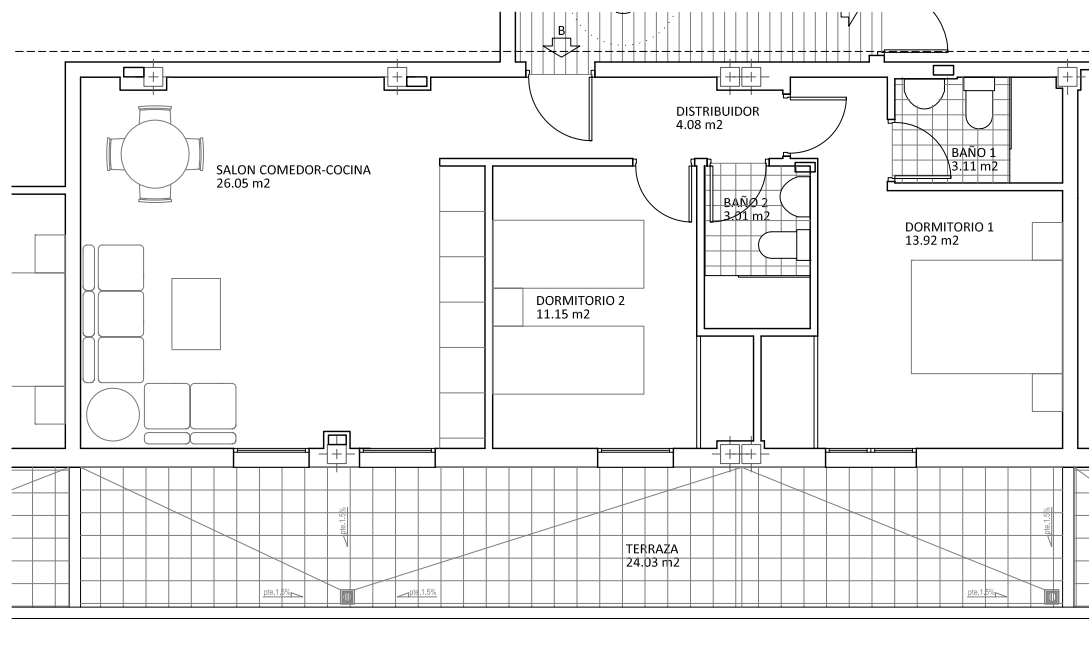 B
DISTRIBUIDOR
4.08 m2
BAÑO 1
3.11 m2
SALON COMEDOR-COCINA
26.05 m2
BAÑO 2
3.01 m2
DORMITORIO 1
13.92 m2
DORMITORIO 2
11.15 m2
pte.1.5%
pte.1.5%
TERRAZA
24.03 m2
pte.1.5%
pte.1.5%
pte.1.5%